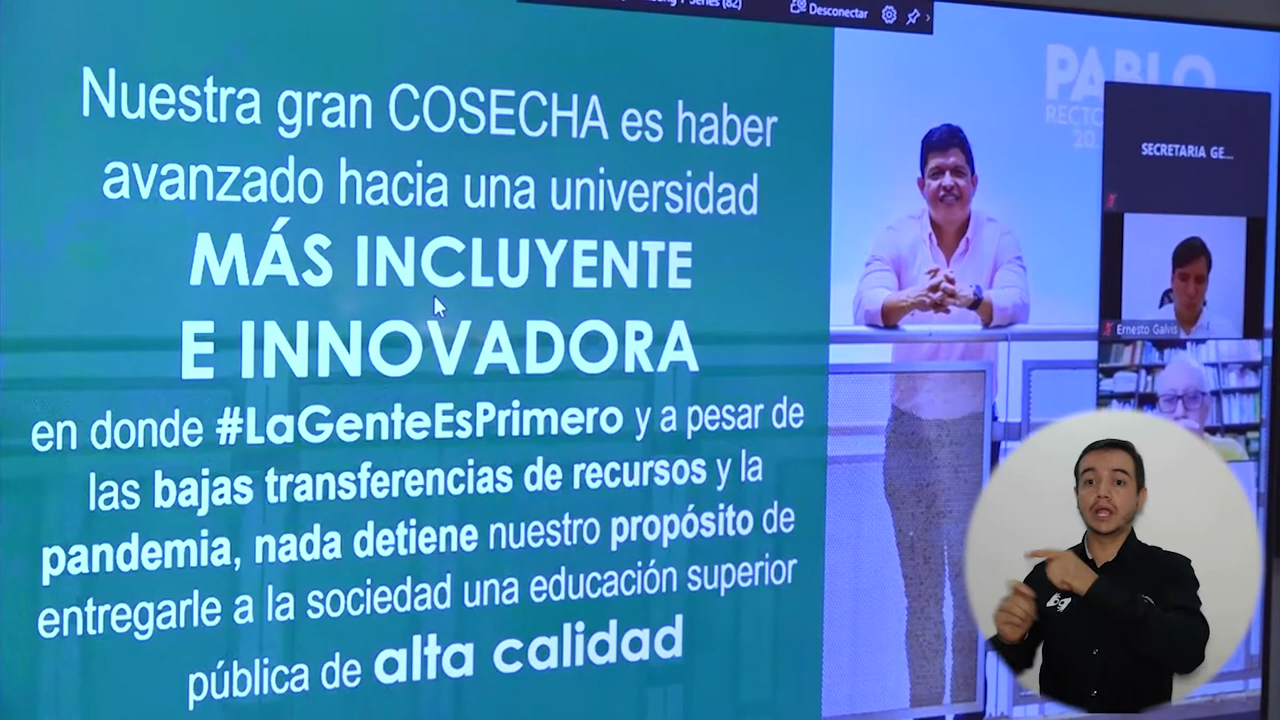 Desconectar
Nuestra gran COSECHA es haber
avanzado hacia una universidad
MÁS INCLUYENTE
E INNOVADORA
en donde #LaGenteEsPrimero y a pesar de
las bajas transferencias de recursos y la
pandemia, nada detiene nuestro propósito de
entregarle a la sociedad una educación superior
pública de alta calidad
PABLO
SECRETARIA GE...
Ernesto Galvis